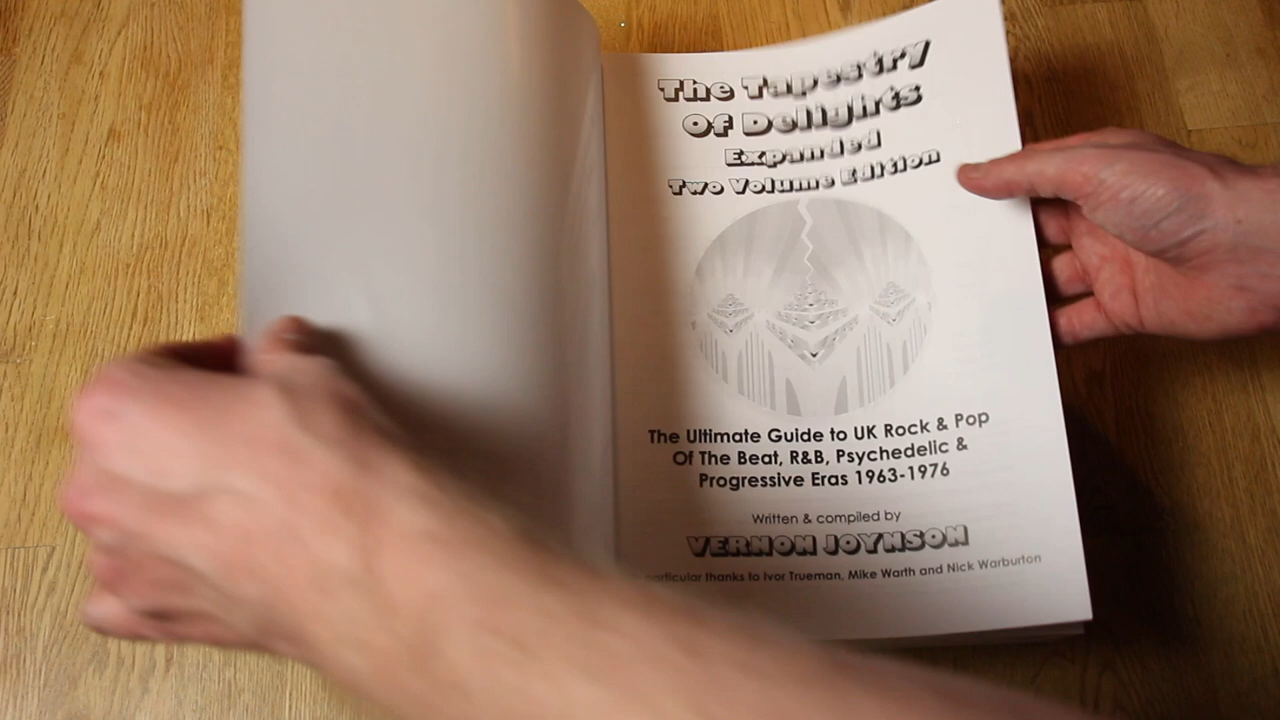 The Tapestry
Of Delights
Expanded
Two Volume Edition
The Ultimate Guide to UK Rock & Pop
Of The Beat, R&B, Psychedelic &
Progressive Eras 1963-1976
Written & compiled by
VERNON JOYNSON
particular thanks to Ivor Trueman, Mike Warth and Nick Warburton